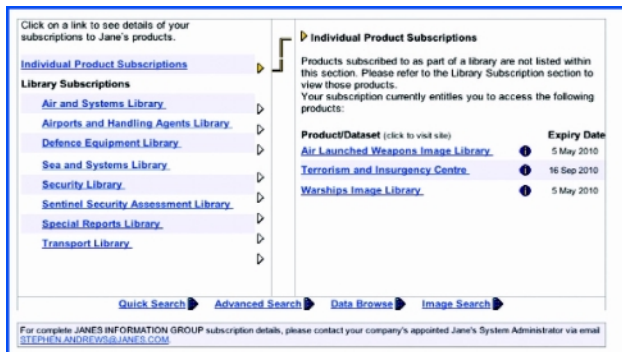 Click on a link to see details of your
subscriptions to Jane's products.
Individual Product Subscriptions
Library Subscriptions
Air and Systems Library
Airports and Handling Agents Library
Defence Equipment Library
Sea and Systems Library
Security Library
Sentinel Security Assessment Library
Special Reports Library
Transport Library
Individual Product Subscriptions
Products subscribed to as part of a library are not listed within
this section. Please refer to the Library Subscription section to
view those products.
Your subscription currently entitles you to access the following
products:
Product/Dataset (click to visit site) Expiry Date
Air Launched Weapons Image Library i 5 May 2010
Terrorism and Insurgency Centre i 16 Sep 2010
Warships Image Library i 5 May 2010
Quick Search Advanced Search Data Browse Image Search
For complete JANES INFORMATION GROUP subscription details, please contact your company's appointed Jane's System Administrator via email
STEPHEN.ANDREWS@JANES.COM.